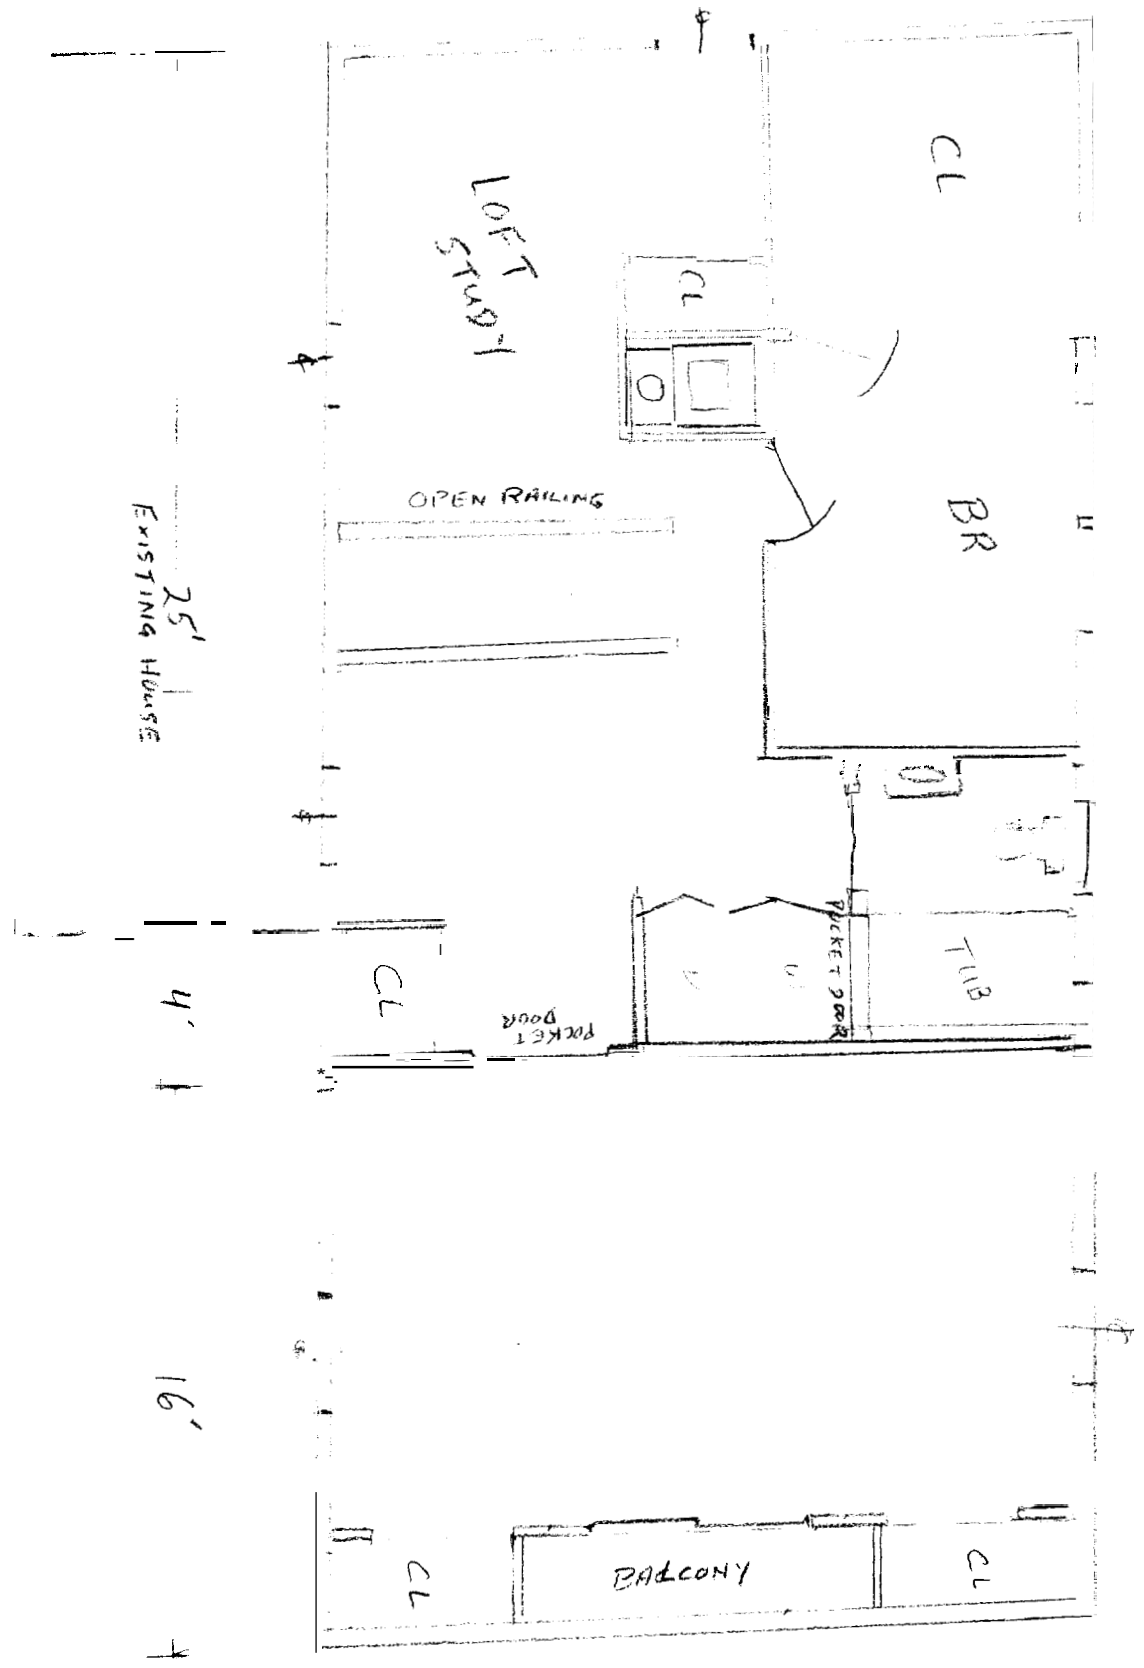 CL
LOFT
STUDY
CL
OPEN RAILING
BR
25'
EXISTING HOUSE
POCKET DOOR
TUB
CL
4'
POCKET
DOOR
16'
CL
BALCONY
CL